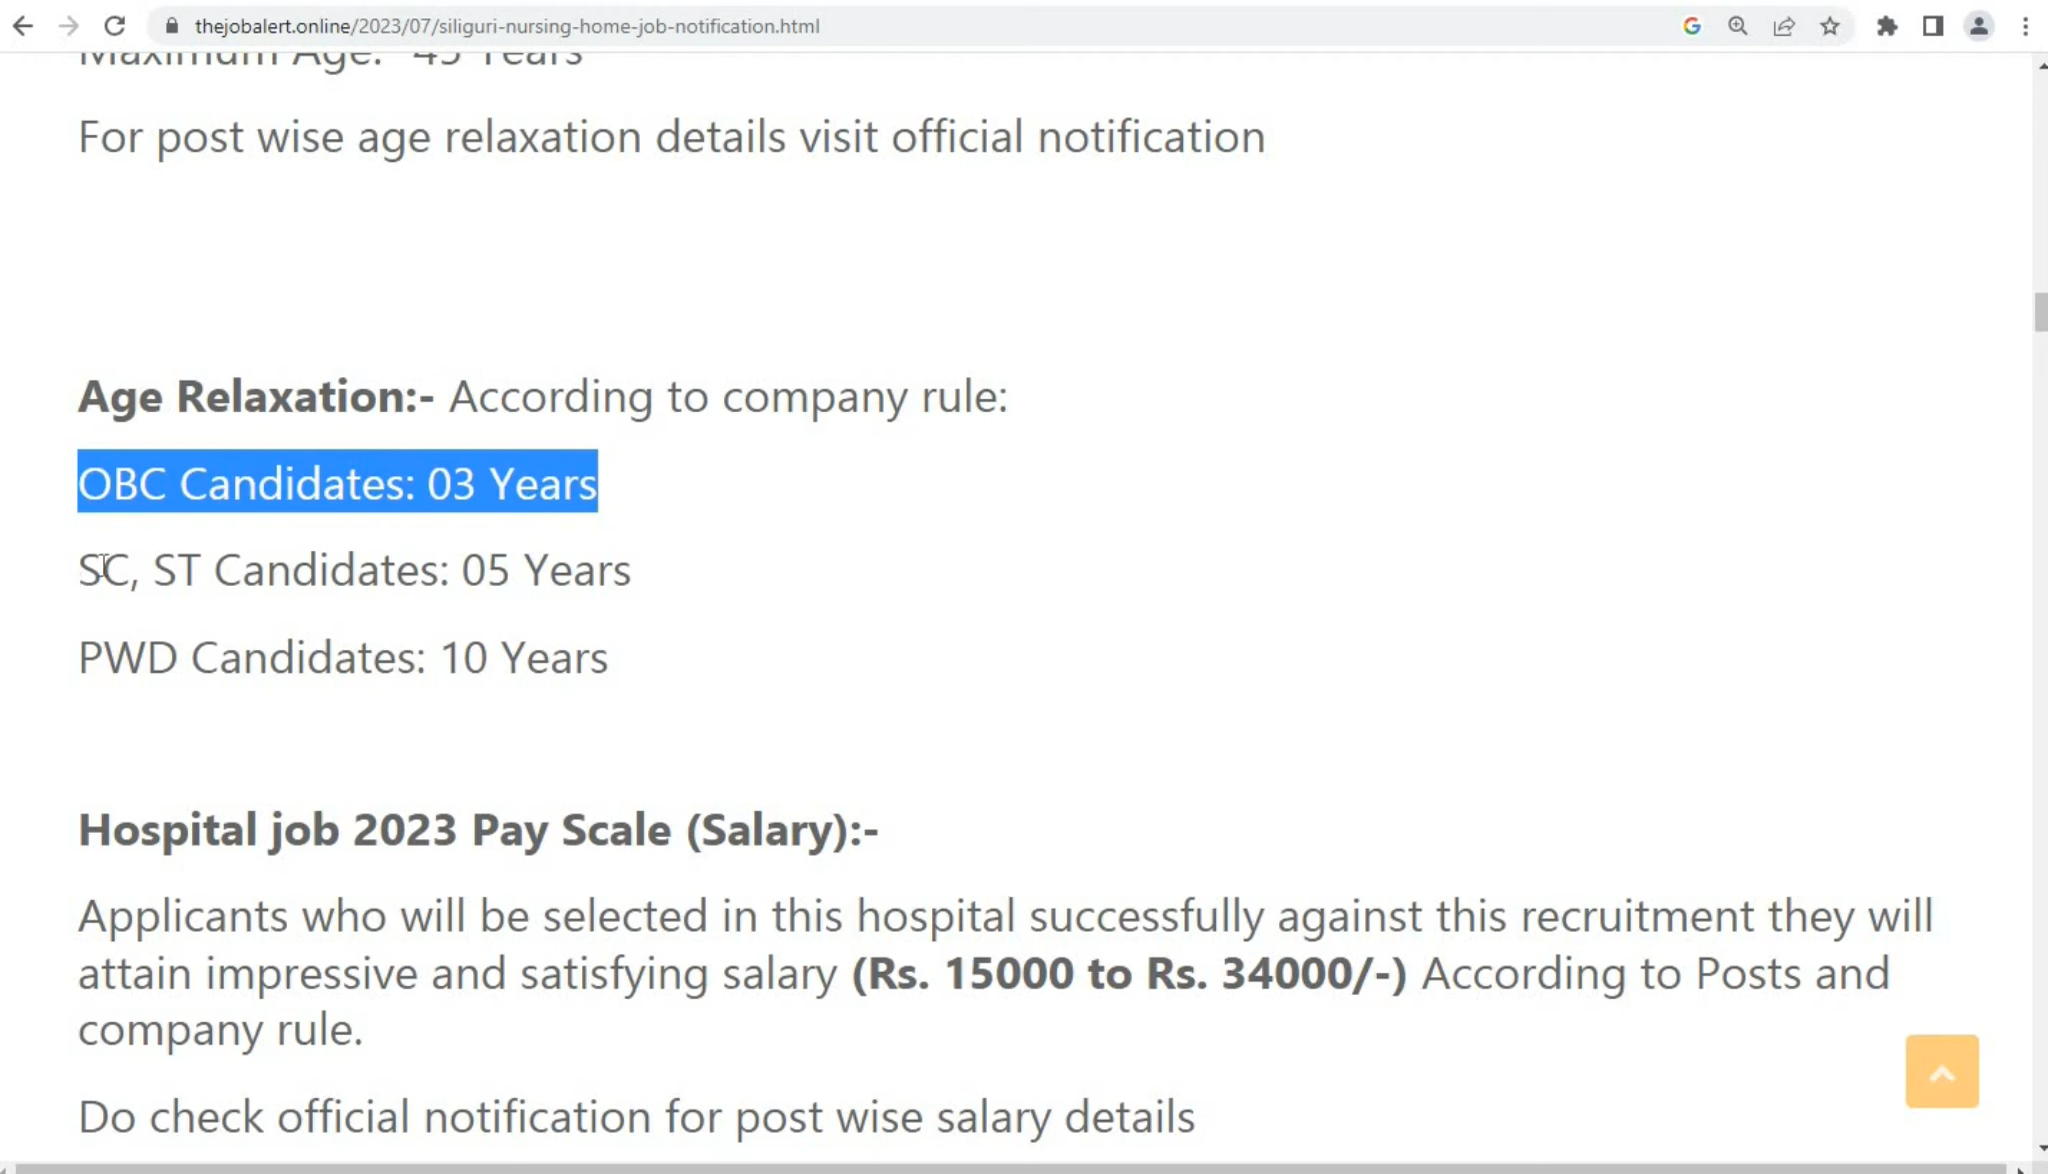 thejobalert.online/2023/07/siliguri-nursing-home-job-notification.html
Maximum Age: 45 Years
For post wise age relaxation details visit official notification
Age Relaxation:- According to company rule:
OBC Candidates: 03 Years
SC, ST Candidates: 05 Years
PWD Candidates: 10 Years
Hospital job 2023 Pay Scale (Salary):-
Applicants who will be selected in this hospital successfully against this recruitment they will
attain impressive and satisfying salary (Rs. 15000 to Rs. 34000/-) According to Posts and
company rule.
Do check official notification for post wise salary details